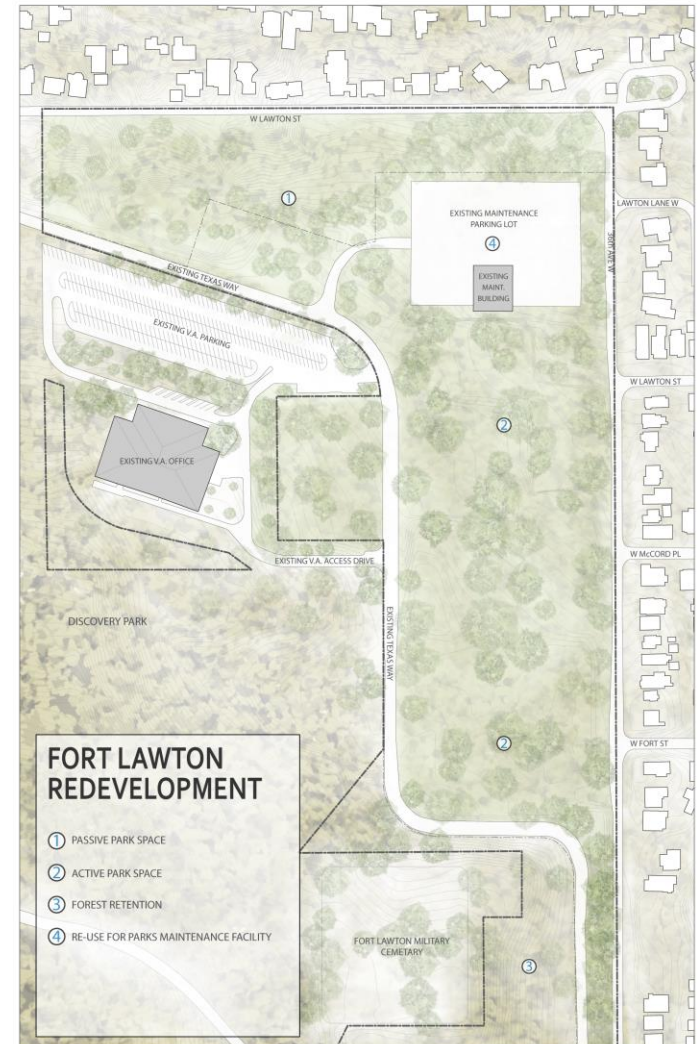 W LAWTON ST
1
EXISTING MAINTENANCE
PARKING LOT
4
EXISTING
MAINT.
BUILDING
LAWTON LANE W
36TH AVE W
EXISTING TEXAS WAY
EXISTING V.A. PARKING
W LAWTON ST
2
EXISTING V.A. OFFICE
EXISTING V.A. ACCESS DRIVE
W McCORD PL
EXISTING TEXAS WAY
DISCOVERY PARK
2
W FORT ST
FORT LAWTON
REDEVELOPMENT
1 PASSIVE PARK SPACE
2 ACTIVE PARK SPACE
3 FOREST RETENTION
4 RE-USE FOR PARKS MAINTENANCE FACILITY
FORT LAWTON MILITARY
CEMETARY
3